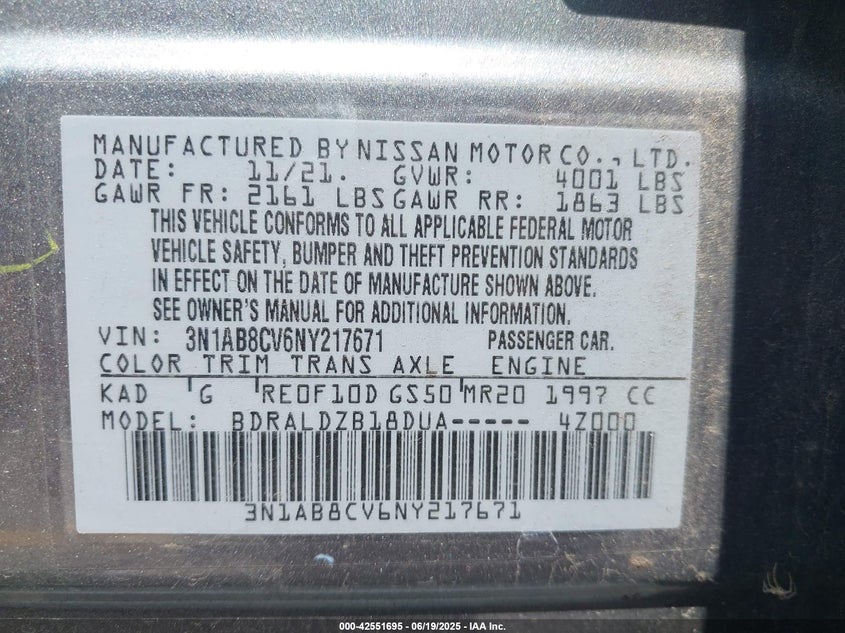 MANUFACTURED BY NISSAN MOTOR CO., LTD.
DATE: 11/21. GVWR: 4001 LBS
GAWR FR: 2161 LBS GAWR RR: 1863 LBS
THIS VEHICLE CONFORMS TO ALL APPLICABLE FEDERAL MOTOR
VEHICLE SAFETY, BUMPER AND THEFT PREVENTION STANDARDS
IN EFFECT ON THE DATE OF MANUFACTURE SHOWN ABOVE.
SEE OWNER'S MANUAL FOR ADDITIONAL INFORMATION.
VIN: 3N1AB8CV6NY217671 PASSENGER CAR.
COLOR TRIM TRANS AXLE ENGINE
KAD G RE0F10D GS50 MR20 1997 CC
MODEL: BDRALDZB18DUA----- 4Z000
3N1AB8CV6NY217671
000-42551695 - 06/19/2025 - IAA Inc.